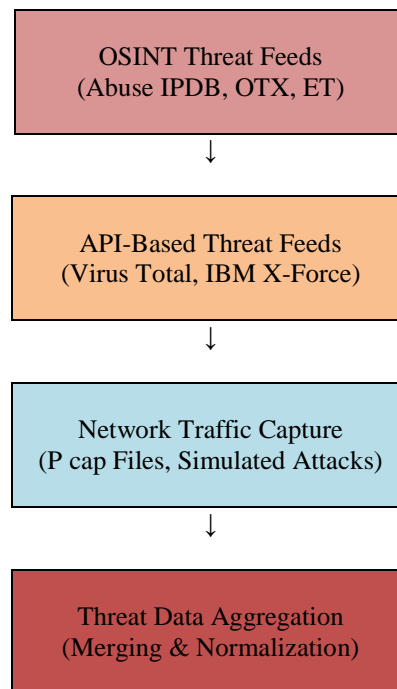 OSINT Threat Feeds
(Abuse IPDB, OTX, ET)
↓
API-Based Threat Feeds
(Virus Total, IBM X-Force)
↓
Network Traffic Capture
(P cap Files, Simulated Attacks)
↓
Threat Data Aggregation
(Merging & Normalization)